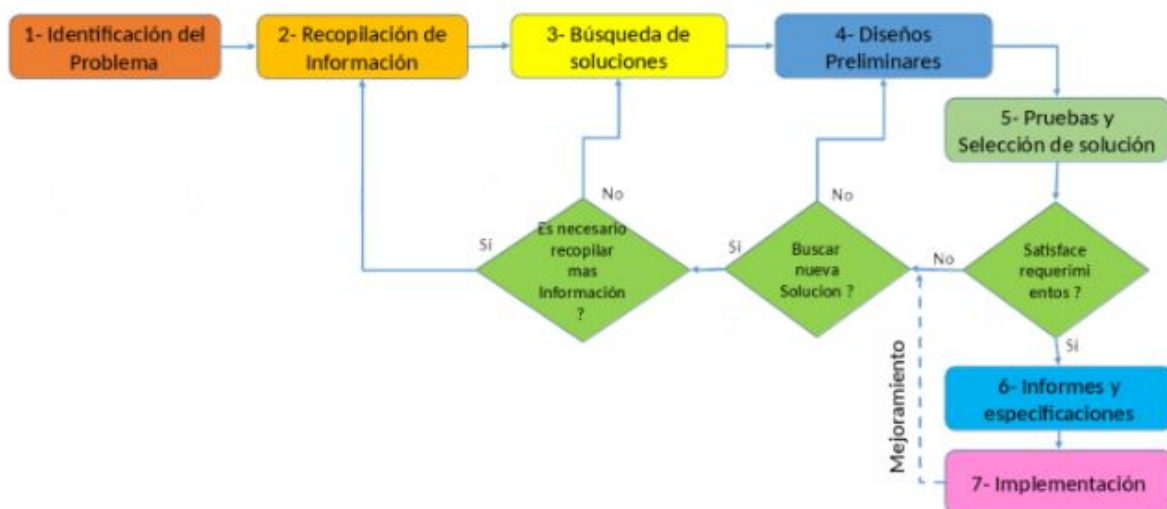 1- Identificación del
Problema
2- Recopilación de
Información
3- Búsqueda de
soluciones
4- Diseños
Preliminares
5- Pruebas y
Selección de solución
No
No
Es necesario
recopilar
mas
Información
?
Sí
Buscar
nueva
Solucion ?
Sí
No
Satisface
requerimi
entos ?
Sí
Mejoramiento
6- Informes y
especificaciones
7- Implementación